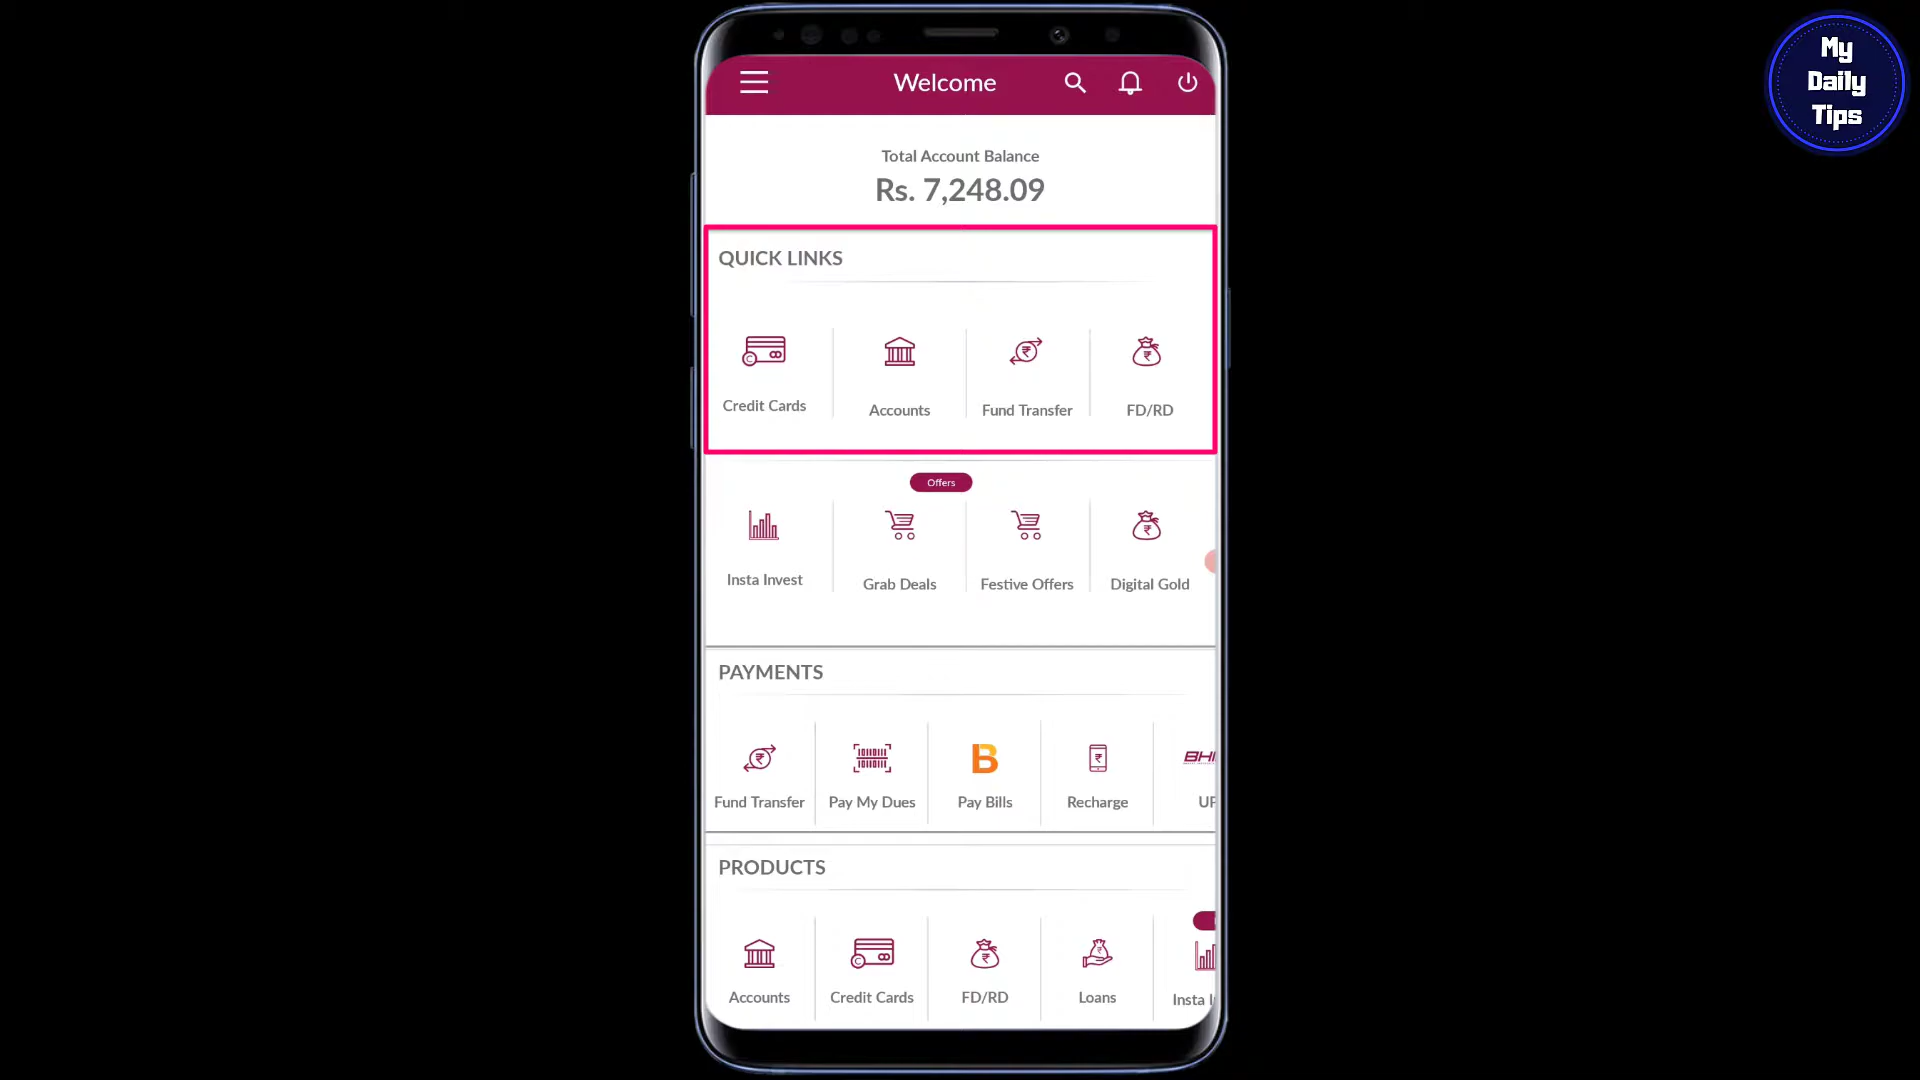 My
Daily
Tips
Welcome
Total Account Balance
Rs. 7,248.09
QUICK LINKS
Credit Cards
Accounts
Fund Transfer
FD/RD
Offers
Insta Invest
Grab Deals
Festive Offers
Digital Gold
PAYMENTS
Fund Transfer
Pay My Dues
Pay Bills
Recharge
PRODUCTS
Accounts
Credit Cards
FD/RD
Loans
Insta